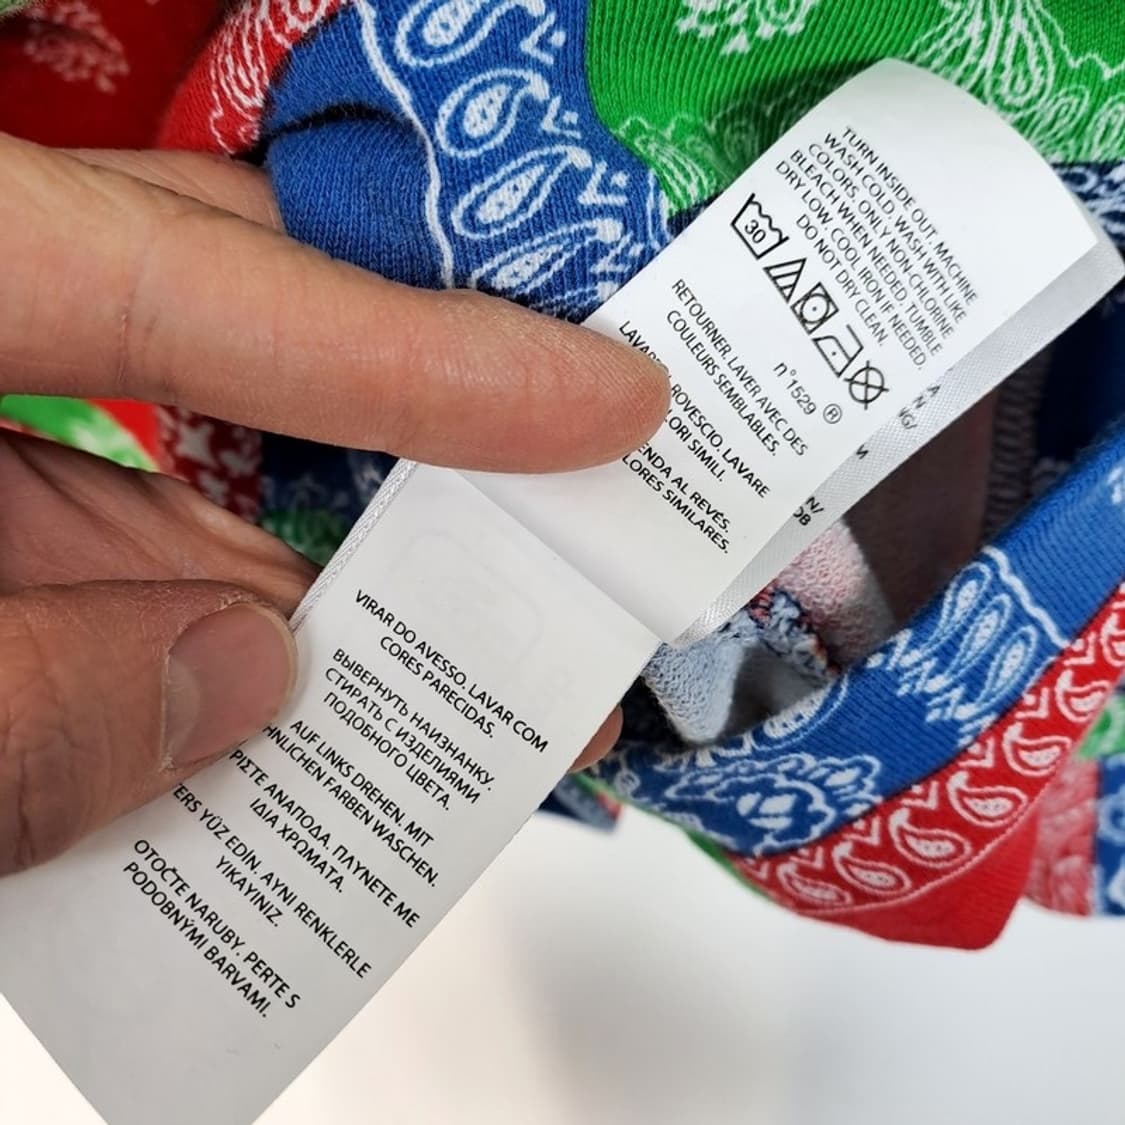 TURN INSIDE OUT. MACHINE
WASH COLD. WASH WITH LIKE
COLORS. ONLY NON-CHLORINE
BLEACH WHEN NEEDED. TUMBLE
DRY LOW. COOL IRON IF NEEDED.
DO NOT DRY CLEAN.
30
n°1529 ®
RETOURNER. LAVER AVEC DES
COULEURS SEMBLABLES.
ROVESCIO. LAVARE
LORI SIMILI.
ENDA AL REVÉS.
LORES SIMILARES.
VIRAR DO AVESSO. LAVAR COM
CORES PARECIDAS.
ВЫВЕРНУТЬ НАИЗНАНКУ.
СТИРАТЬ С ИЗДЕЛИЯМИ
ПОДОБНОГО ЦВЕТА.
AUF LINKS DREHEN. MIT
HNLICHEN FARBEN WASCHEN.
ΡΙΣΤΕ ΑΝΑΠΟΔΑ. ΠΛΥΝΕΤΕ ΜΕ
ΙΔΙΑ ΧΡΩΜΑΤΑ.
ERS YÜZ EDİN. AYNI RENKLERLE
YIKAYINIZ.
OTOČTE NARUBY. PERTE S
PODOBNÝMI BARVAMI.